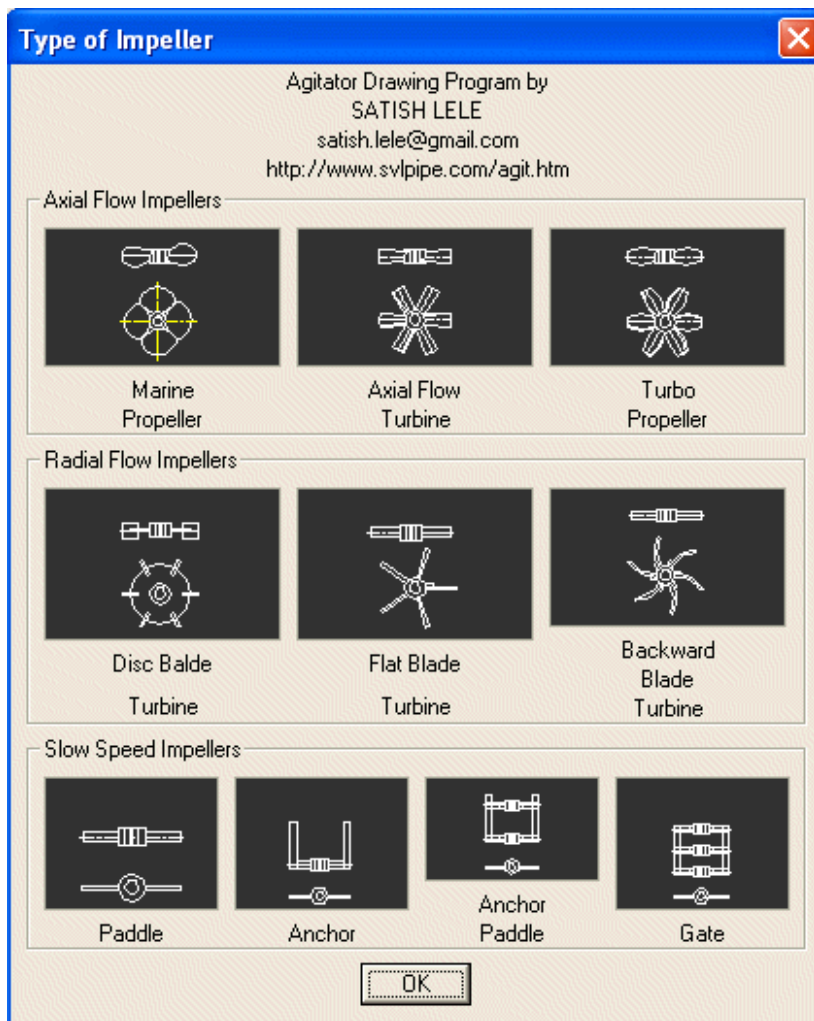 Type of Impeller
Agitator Drawing Program by
SATISH LELE
satish.lele@gmail.com
http://www.svlpipe.com/agit.htm
Axial Flow Impellers
Marine
Propeller
Axial Flow
Turbine
Turbo
Propeller
Radial Flow Impellers
Disc Balde
Turbine
Flat Blade
Turbine
Backward
Blade
Turbine
Slow Speed Impellers
Paddle
Anchor
Anchor
Paddle
Gate
OK